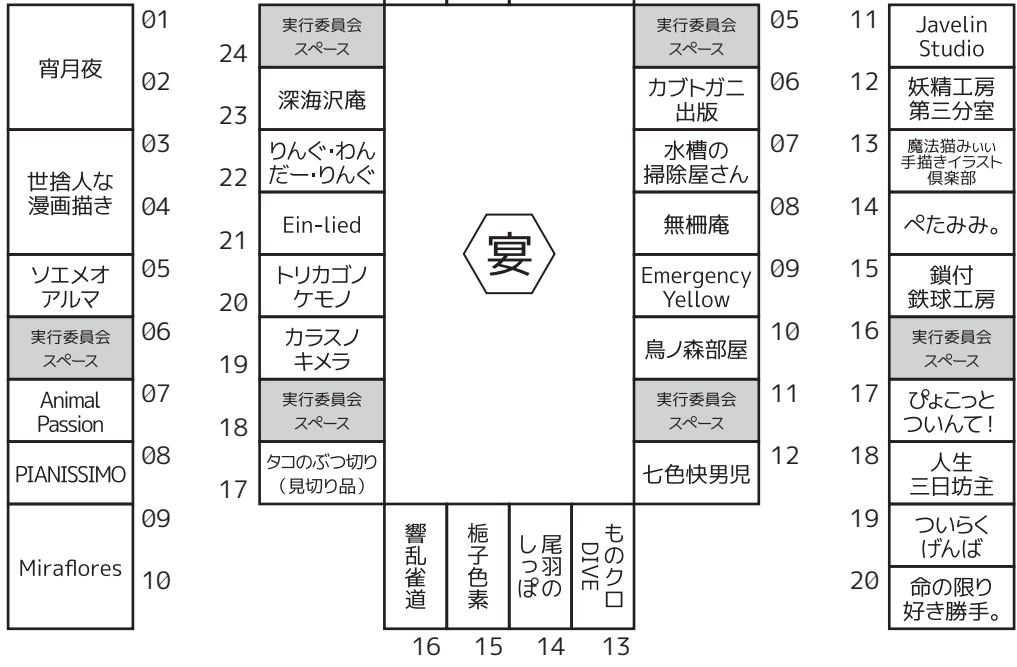 01
宵月夜
02
03
世捨人な
漫画描き
04
05
ソエメオ
アルマ
06
実行委員会
スペース
07
Animal
Passion
08
PIANISSIMO
09
Miraflores
10
24
実行委員会
スペース
23
深海沢庵
22
りんぐ・わん
だー・りんぐ
21
Ein-lied
20
トリカゴノ
ケモノ
19
カラスノ
キメラ
18
実行委員会
スペース
17
タコのぶつ切り
（見切り品）
宴
実行委員会
スペース
05
カブトガニ
出版
06
水槽の
掃除屋さん
07
無柵庵
08
Emergency
Yellow
09
鳥ノ森部屋
10
実行委員会
スペース
11
七色快男児
12
響乱雀道
16
梔子色素
15
尾羽の
しっぽ
14
ものクロ
DIVE
13
11
Javelin
Studio
12
妖精工房
第三分室
13
魔法猫みぃぃ
手描きイラスト
倶楽部
14
ぺたみみ。
15
鎖付
鉄球工房
16
実行委員会
スペース
17
ぴょこっと
ついんて！
18
人生
三日坊主
19
ついらく
げんば
20
命の限り
好き勝手。